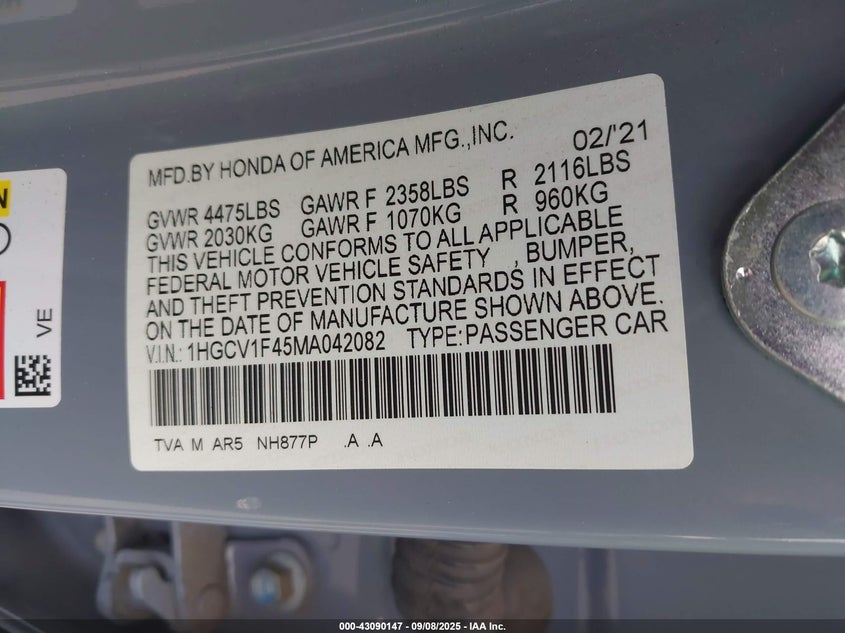 MFD.BY HONDA OF AMERICA MFG.,INC. 02/'21
GVWR 4475LBS GAWR F 2358LBS R 2116LBS
GVWR 2030KG GAWR F 1070KG R 960KG
THIS VEHICLE CONFORMS TO ALL APPLICABLE
FEDERAL MOTOR VEHICLE SAFETY , BUMPER,
AND THEFT PREVENTION STANDARDS IN EFFECT
ON THE DATE OF MANUFACTURE SHOWN ABOVE.
V.I.N.: 1HGCV1F45MA042082 TYPE:PASSENGER CAR
TVA M AR5 NH877P .A .A
VE
000-43090147 - 09/08/2025 - IAA Inc.